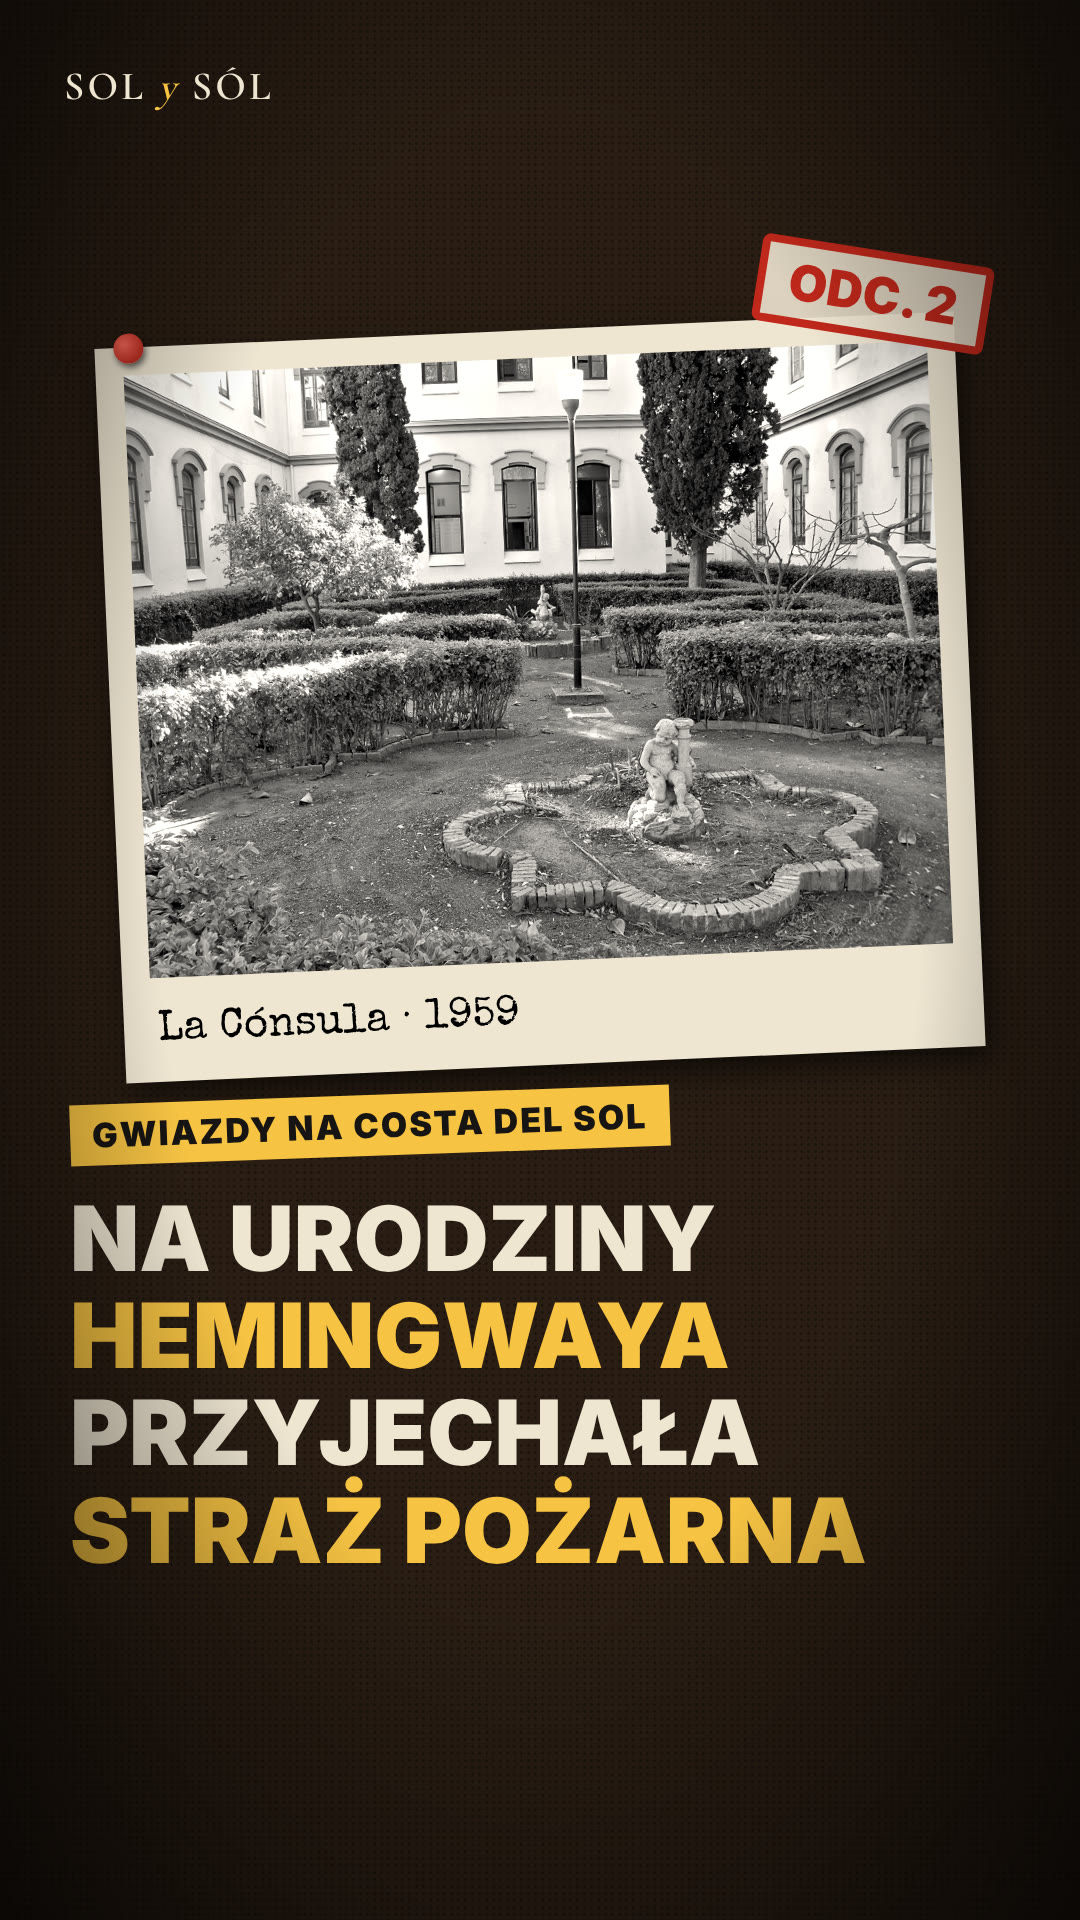 SOL y SÓL
ODC. 2
La Cónsula · 1959
GWIAZDY NA COSTA DEL SOL
NA URODZINY
HEMINGWAYA
PRZYJECHAŁA
STRAŻ POŻARNA